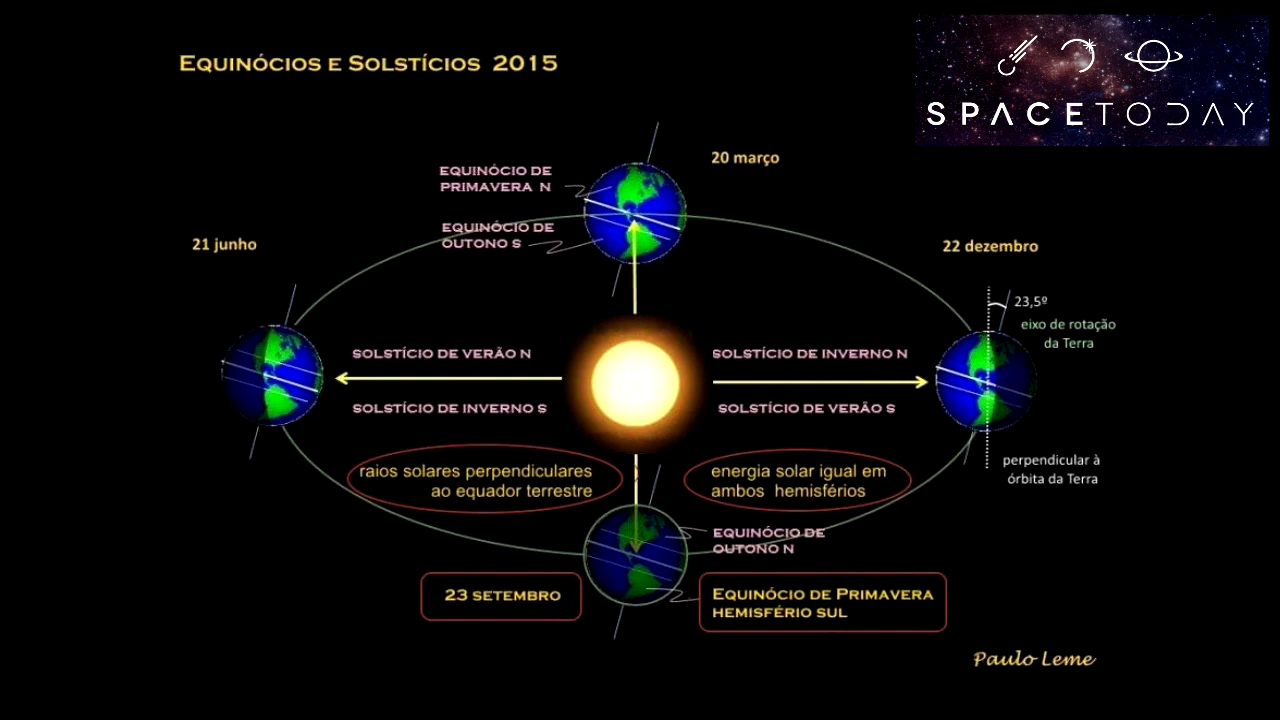 EQUINÓCIOS E SOLSTÍCIOS 2015
SPACETODAY
20 março
EQUINÓCIO DE
PRIMAVERA N
EQUINÓCIO DE
OUTONO S
21 junho
22 dezembro
23,5º
eixo de rotação
da Terra
SOLSTÍCIO DE VERÃO N
SOLSTÍCIO DE INVERNO N
SOLSTÍCIO DE INVERNO S
SOLSTÍCIO DE VERÃO S
raios solares perpendiculares
ao equador terrestre
energia solar igual em
ambos hemisférios
perpendicular à
órbita da Terra
EQUINÓCIO DE
OUTONO N
23 SETEMBRO
EQUINÓCIO DE PRIMAVERA
HEMISFÉRIO SUL
Paulo Leme